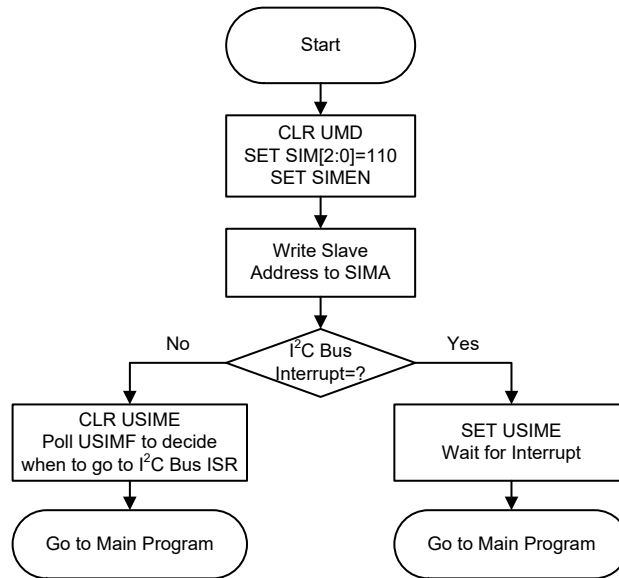 Start
CLR UMD
SET SIM[2:0]=110
SET SIMEN
Write Slave
Address to SIMA
No
I²C Bus
Interrupt=?
Yes
CLR USIME
Poll USIMF to decide
when to go to I²C Bus ISR
SET USIME
Wait for Interrupt
Go to Main Program
Go to Main Program